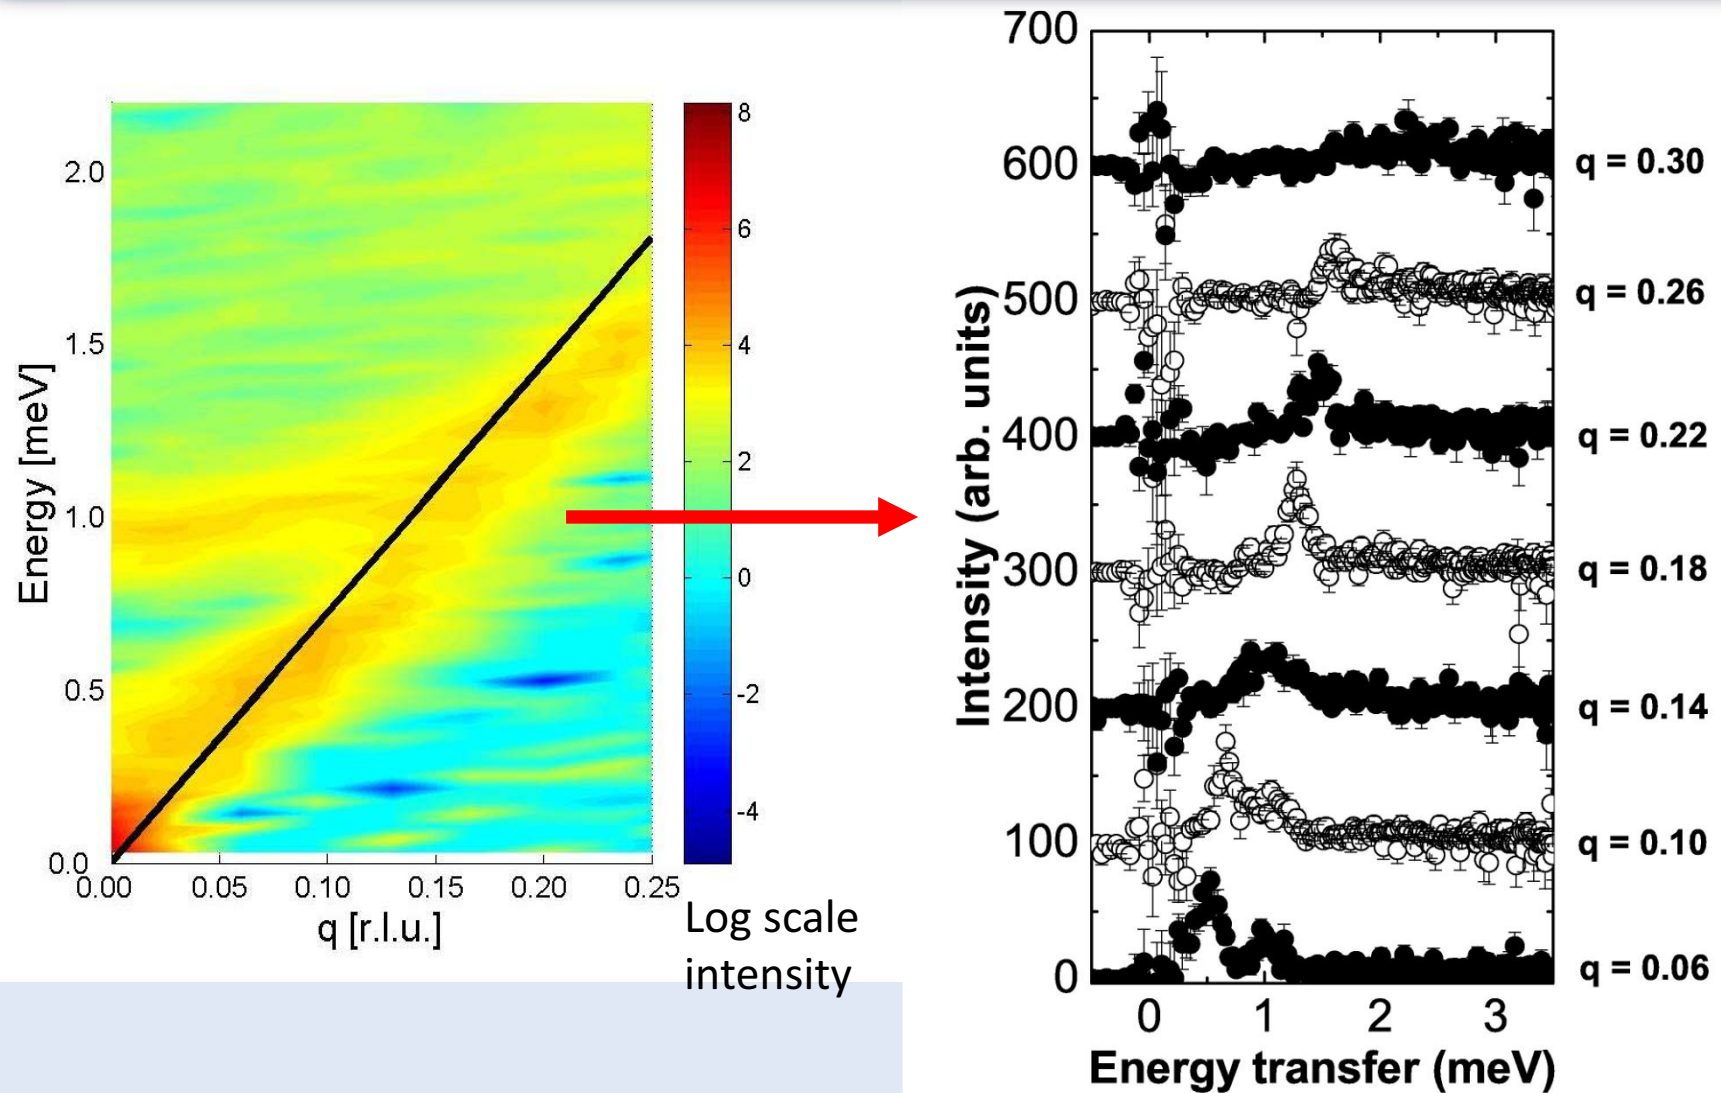 2.0
1.5
1.0
0.5
0.0
Energy [meV]
0.00 0.05 0.10 0.15 0.20 0.25
q [r.l.u.]
8
6
4
2
0
-2
-4
Log scale
intensity
700
600
500
400
300
200
100
0
Intensity (arb. units)
q = 0.30
q = 0.26
q = 0.22
q = 0.18
q = 0.14
q = 0.10
q = 0.06
0 1 2 3
Energy transfer (meV)